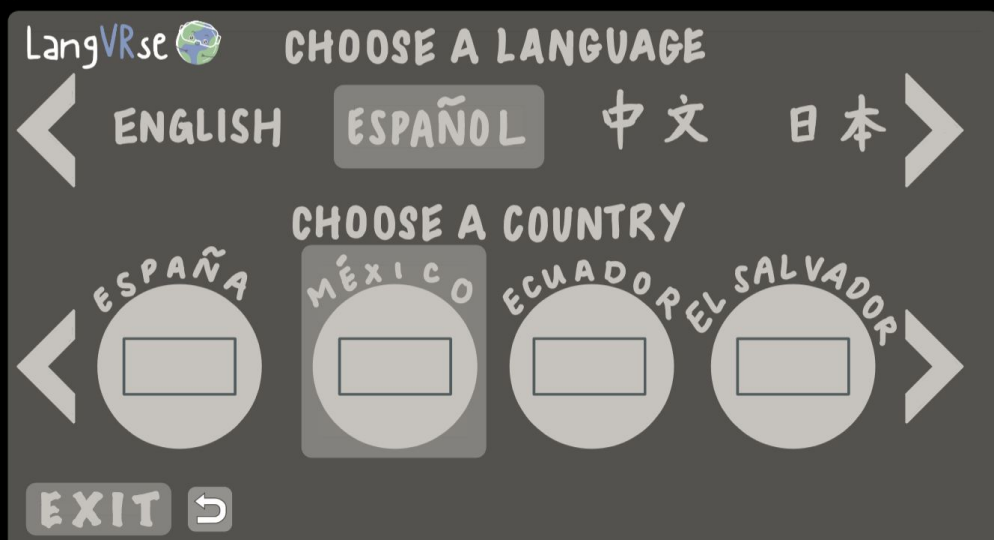 LangVRse
CHOOSE A LANGUAGE
ENGLISH ESPAÑOL 中文 日本
CHOOSE A COUNTRY
ESPAÑA MÉXICO ECUADOR EL SALVADOR
EXIT